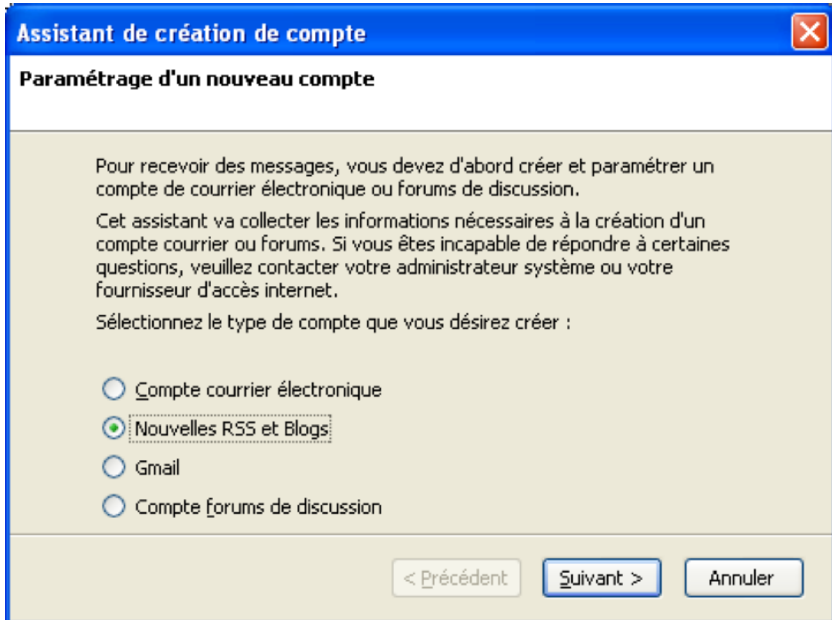 Assistant de création de compte
Paramétrage d'un nouveau compte
Pour recevoir des messages, vous devez d'abord créer et paramétrer un
compte de courrier électronique ou forums de discussion.
Cet assistant va collecter les informations nécessaires à la création d'un
compte courrier ou forums. Si vous êtes incapable de répondre à certaines
questions, veuillez contacter votre administrateur système ou votre
fournisseur d'accès internet.
Sélectionnez le type de compte que vous désirez créer :
Compte courrier électronique
Nouvelles RSS et Blogs
Gmail
Compte forums de discussion
< Précédent
Suivant >
Annuler